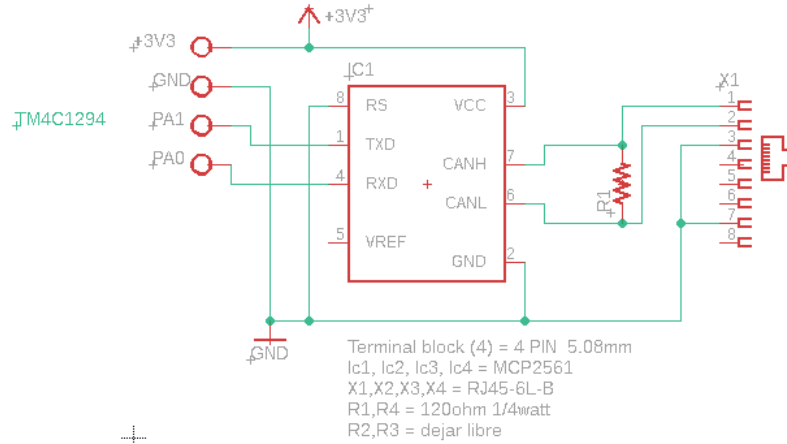 +3V3
+3V3
IC1
X1
GND
8 RS VCC 3
1
TM4C1294
PA1
1 TXD
2
3
PA0
CANH 7
4
4 RXD
5
R1
CANL 6
6
7
5 VREF
8
GND 2
GND
Terminal block (4) = 4 PIN 5.08mm
Ic1, Ic2, Ic3, Ic4 = MCP2561
X1,X2,X3,X4 = RJ45-6L-B
R1,R4 = 120ohm 1/4watt
R2,R3 = dejar libre